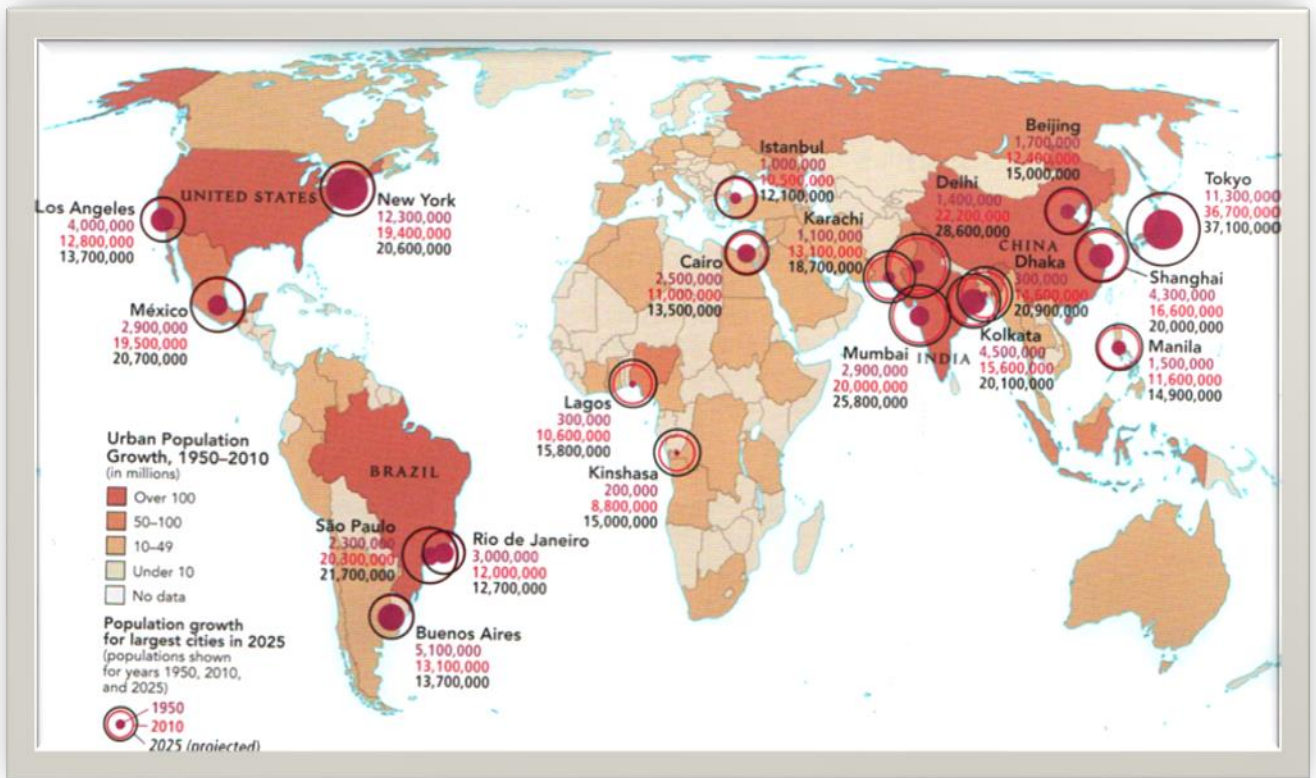 UNITED STATES
Los Angeles
4,000,000
12,800,000
13,700,000
New York
12,300,000
19,400,000
20,600,000
México
2,900,000
19,500,000
20,700,000
BRAZIL
São Paulo
2,300,000
20,300,000
21,700,000
Rio de Janeiro
3,000,000
12,000,000
12,700,000
Buenos Aires
5,100,000
13,100,000
13,700,000
Istanbul
1,000,000
10,500,000
12,100,000
Cairo
2,500,000
11,000,000
13,500,000
Lagos
300,000
10,600,000
15,800,000
Kinshasa
200,000
8,800,000
15,000,000
Karachi
1,100,000
13,100,000
18,700,000
Delhi
1,400,000
22,200,000
28,600,000
Beijing
1,700,000
12,400,000
15,000,000
CHINA
Tokyo
11,300,000
36,700,000
37,100,000
Dhaka
300,000
14,600,000
20,900,000
Shanghai
4,300,000
16,600,000
20,000,000
Kolkata
4,500,000
15,600,000
20,100,000
Mumbai
2,900,000
20,000,000
25,800,000
INDIA
Manila
1,500,000
11,600,000
14,900,000
Urban Population
Growth, 1950–2010
(in millions)
Over 100
50–100
10–49
Under 10
No data
Population growth
for largest cities in 2025
(populations shown
for years 1950, 2010,
and 2025)
1950
2010
2025 (projected)